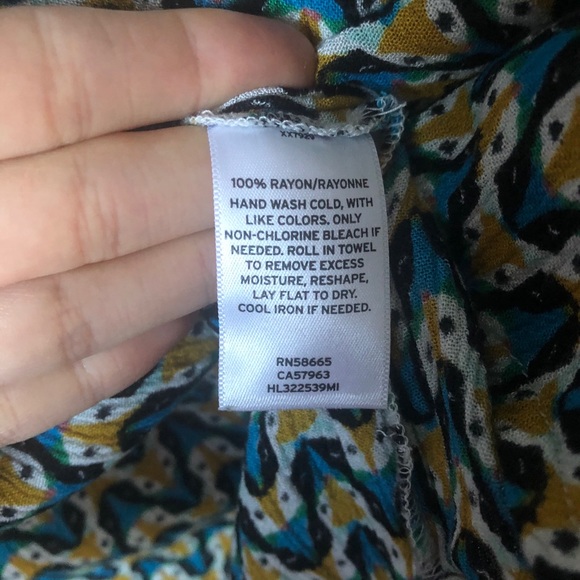 100% RAYON/RAYONNE
HAND WASH COLD, WITH
LIKE COLORS. ONLY
NON-CHLORINE BLEACH IF
NEEDED. ROLL IN TOWEL
TO REMOVE EXCESS
MOISTURE, RESHAPE,
LAY FLAT TO DRY.
COOL IRON IF NEEDED.
RN58665
CA57963
HL322539MI